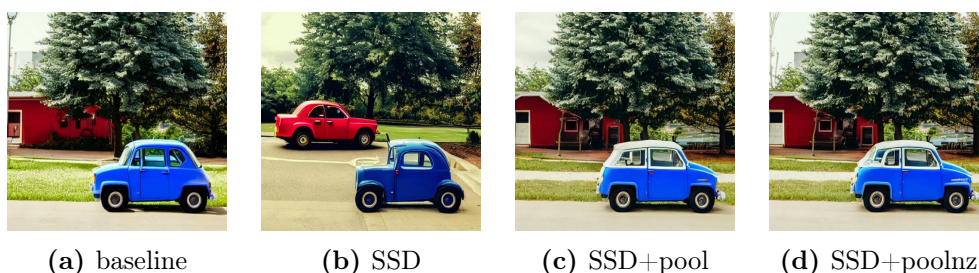 (a) baseline
(b) SSD
(c) SSD+pool
(d) SSD+poolnz